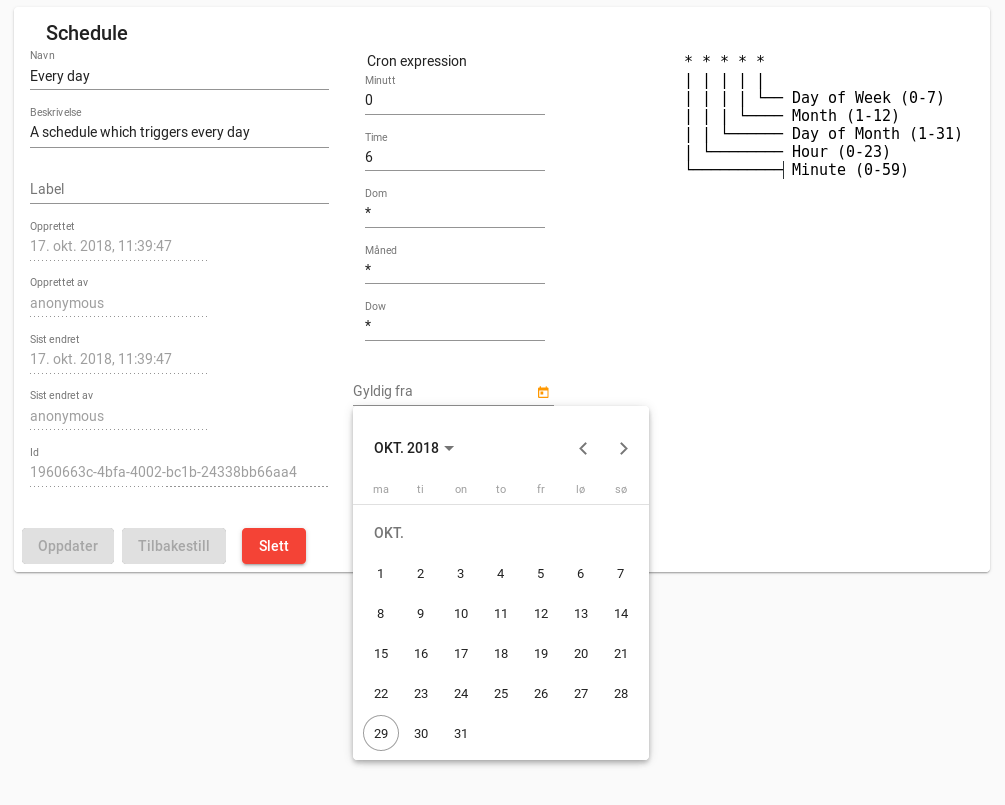 Schedule
Navn
Every day
Beskrivelse
A schedule which triggers every day
Label
Opprettet
17. okt. 2018, 11:39:47
Opprettet av
anonymous
Sist endret
17. okt. 2018, 11:39:47
Sist endret av
anonymous
Id
1960663c-4bfa-4002-bc1b-24338bb66aa4
Oppdater Tilbakestill Slett
Cron expression
Minutt
0
Time
6
Dom
*
Måned
*
Dow
*
Gyldig fra
OKT. 2018
ma ti on to fr lø sø
OKT.
1 2 3 4 5 6 7
8 9 10 11 12 13 14
15 16 17 18 19 20 21
22 23 24 25 26 27 28
29 30 31
* * * * *
Day of Week (0-7)
Month (1-12)
Day of Month (1-31)
Hour (0-23)
Minute (0-59)